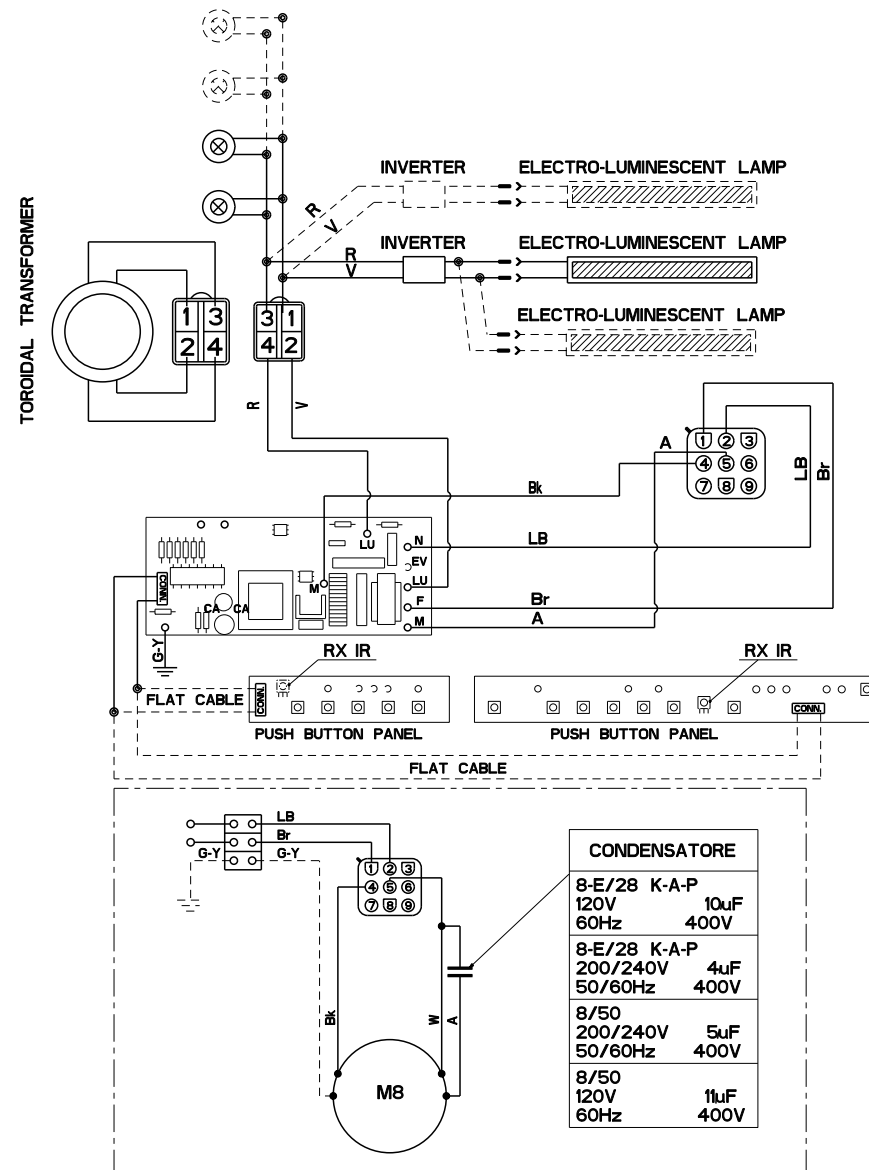 INVERTER
ELECTRO-LUMINESCENT LAMP
R
V
TOROIDAL TRANSFORMER
INVERTER
ELECTRO-LUMINESCENT LAMP
R
V
ELECTRO-LUMINESCENT LAMP
1 3
2 4
3 1
4 2
R
V
A
1 2 3
4 5 6
7 8 9
LB
Br
Bk
LU
N
LB
EV
CONN.
M
LU
CA CA
F
Br
M
A
G-Y
RX IR
RX IR
FLAT CABLE
CONN.
CONN.
PUSH BUTTON PANEL
PUSH BUTTON PANEL
FLAT CABLE
LB
Br
G-Y
G-Y
1 2 3
4 5 6
7 8 9
Bk
W
A
M8
CONDENSATORE
8-E/28 K-A-P
120V 10uF
60Hz 400V
8-E/28 K-A-P
200/240V 4uF
50/60Hz 400V
8/50
200/240V 5uF
50/60Hz 400V
8/50
120V 11uF
60Hz 400V